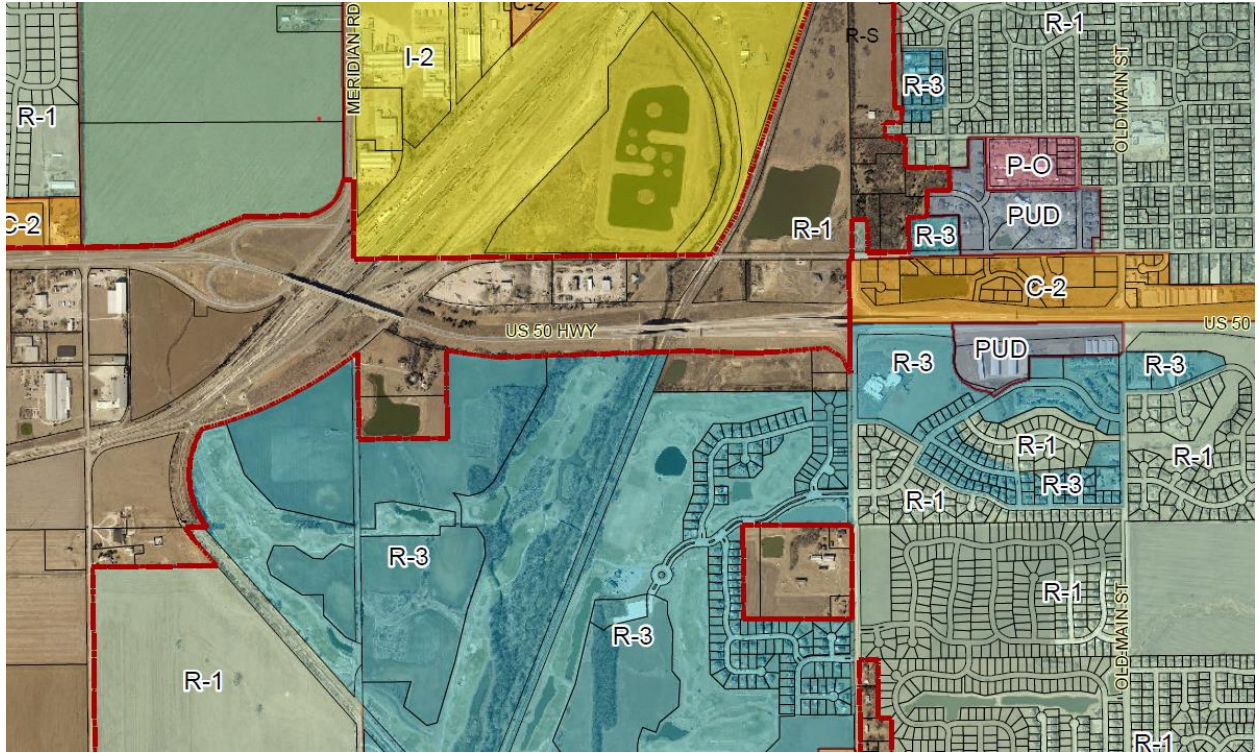 C-2
R-1
I-2
MERIDIAN RD
R-S
R-1
OLD MAIN ST
R-3
R-1
P-O
C-2
PUD
R-1
R-3
C-2
US 50 HWY
US 50
PUD
R-3
R-3
R-1
R-1
R-3
R-1
R-3
R-1
R-3
OLD MAIN ST
R-1
R-1